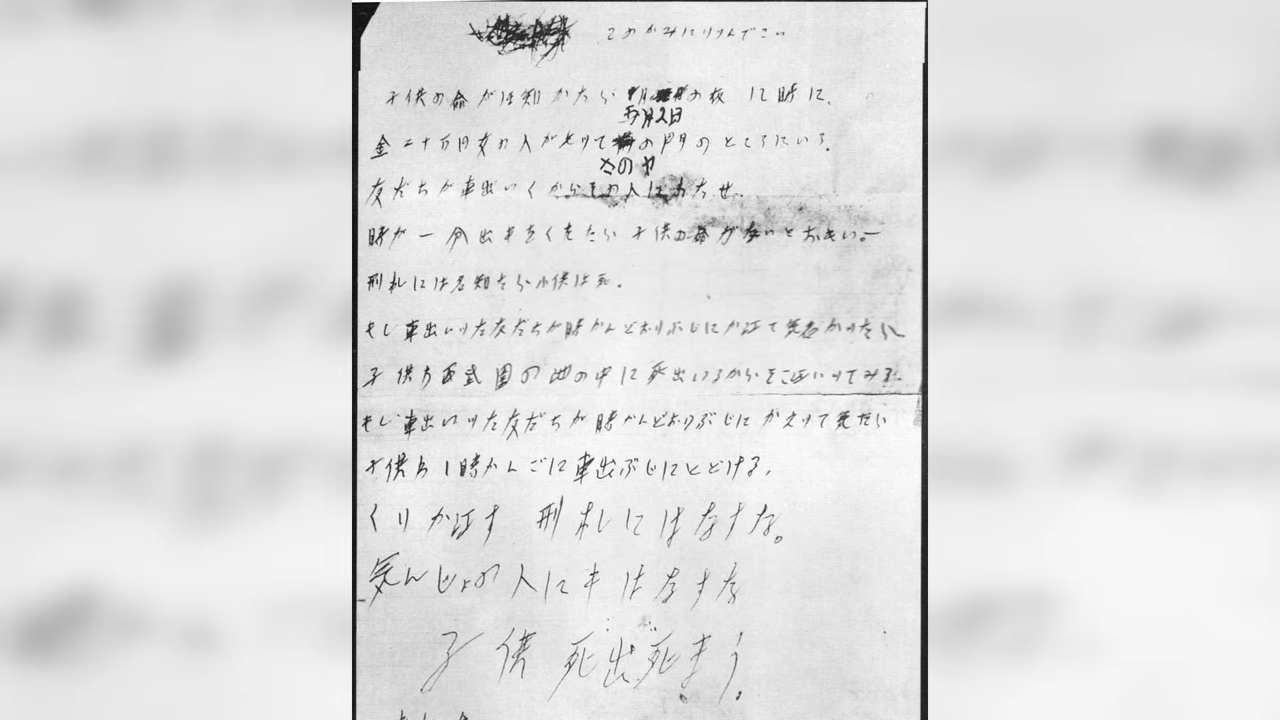 このかみにツツんでこい
子供の命がほ知かたら
五月2日
の夜12時に、
金二十万円女の人がもツて
の門のところにいろ。
さのヤ
友だちが車出いくからその人にわたせ。
時が一分出もをくれたら子供の命がないとおもい。―
刑札には名知たら小供は死。
もし車出いツた友だちが時かんどおりぶじにか江て気名かツたら
子供わ西武園の池の中に死出いるからそこ江いツてみろ。
もし車出いツた友だちが時かんどおりぶじにかえツて気たら
子供わ1時かんごに車出ぶじにとどける。
くりか江す 刑札にはなすな。
気んじょの人にもはなすな
子供死出死まう。